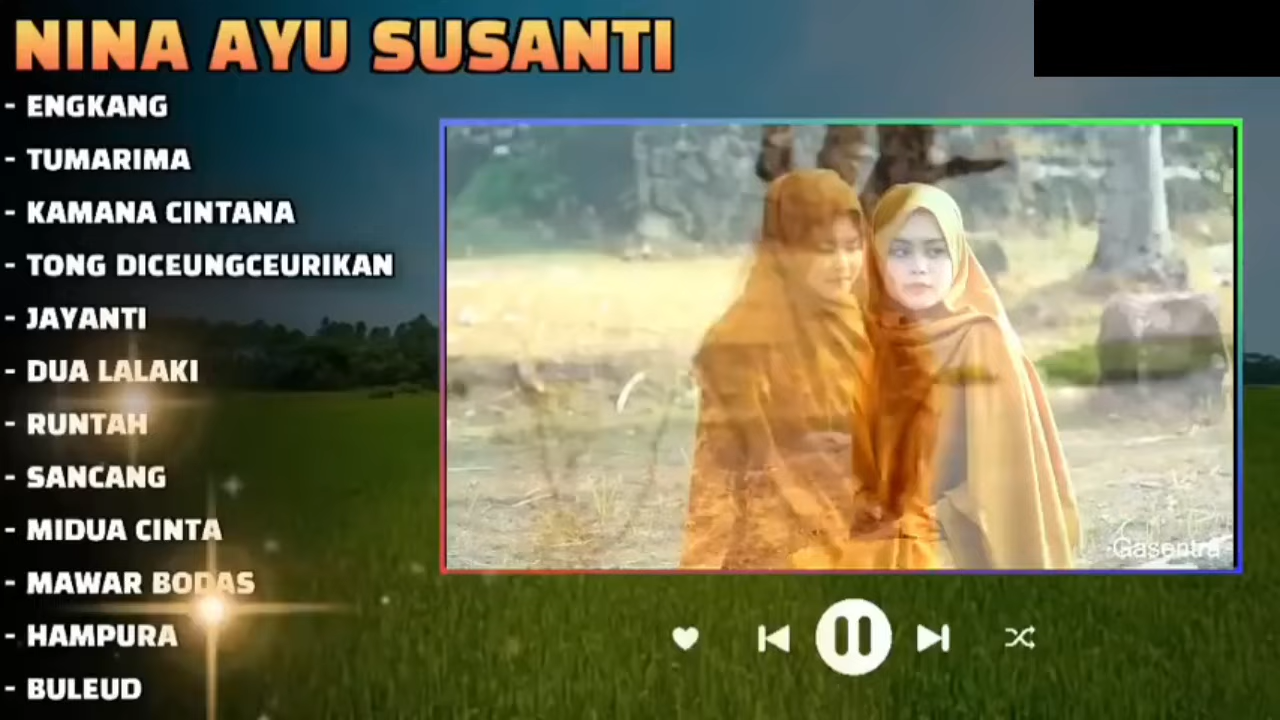 NINA AYU SUSANTI
- ENGKANG
- TUMARIMA
- KAMANA CINTANA
- TONG DICEUNGCEURIKAN
- JAYANTI
- DUA LALAKI
- RUNTAH
- SANCANG
- MIDUA CINTA
- MAWAR BODAS
- HAMPURA
- BULEUD
Gasentra